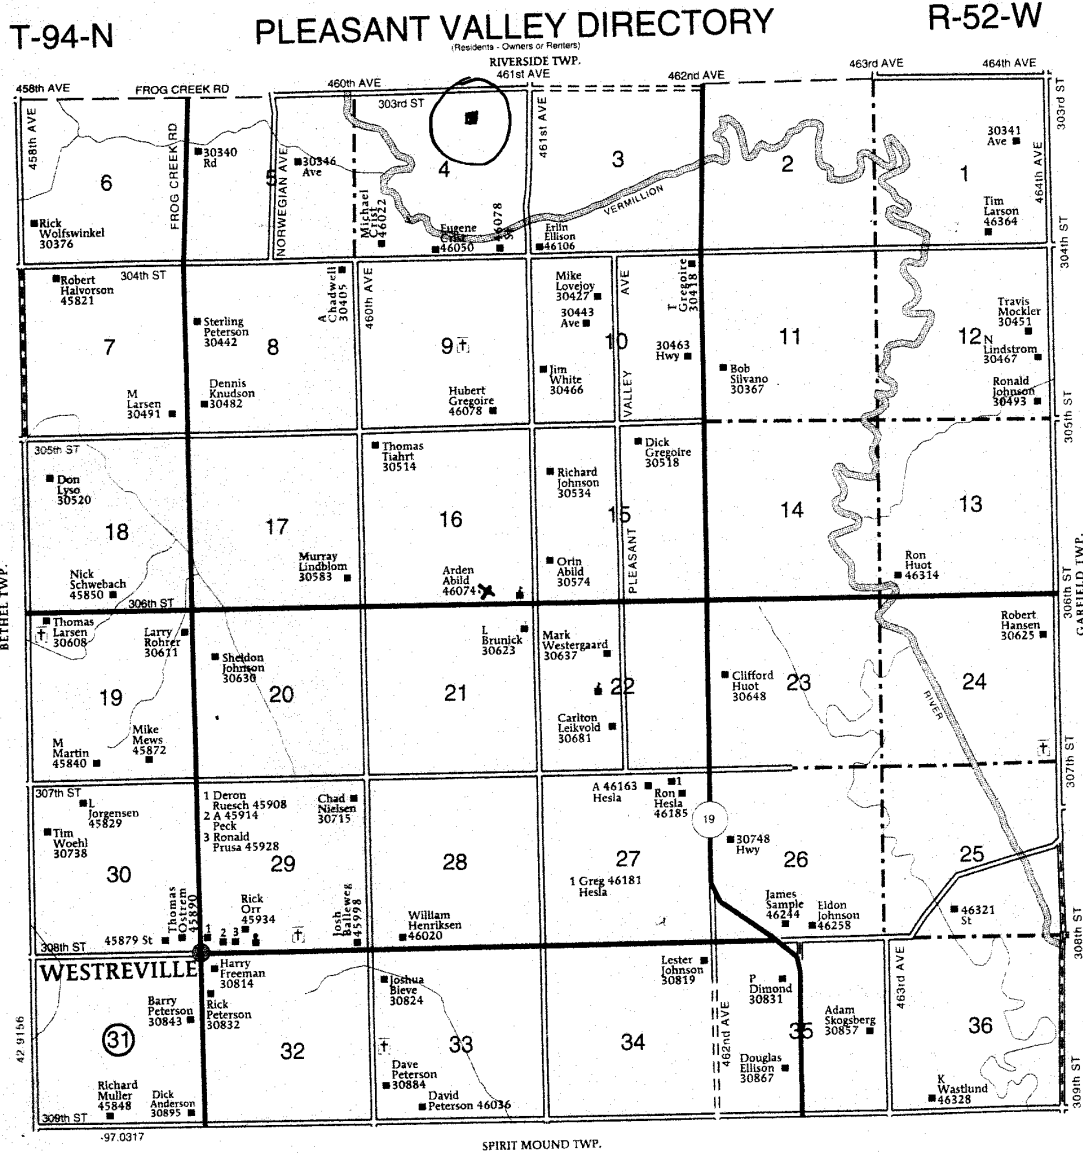 T-94-N
PLEASANT VALLEY DIRECTORY
R-52-W
(Residents - Owners or Renters)
RIVERSIDE TWP.
458th AVE
FROG CREEK RD
460th AVE
461st AVE
462nd AVE
463rd AVE
464th AVE
303rd ST
303rd ST
458th AVE
FROG CREEK RD
NORWEGIAN AVE
461st AVE
464th AVE
6
30340
Rd
5
30346
Ave
4
3
2
1
30341
Ave
Rick
Wolfswinkel
30376
Michael
Crist
46022
Eugene
Crist
46050
46078
St
Erlin
Ellison
46106
VERMILLION
Tim
Larson
46364
304th ST
304th ST
Robert
Halvorson
45821
7
M
Larsen
30491
Sterling
Peterson
30442
8
Dennis
Knudson
30482
A
Chadwell
30405
460th AVE
9
Hubert
Gregoire
46078
Mike
Lovejoy
30427
30443
Ave
10
Jim
White
30466
VALLEY
AVE
T
Gregoire
30418
30463
Hwy
11
Bob
Silvano
30367
12
Travis
Mockler
30451
N
Lindstrom
30467
Ronald
Johnson
30493
305th ST
305th ST
Don
Lyso
30520
18
Nick
Schwebach
45850
17
Murray
Lindblom
30583
Thomas
Tiahrt
30514
16
Arden
Abild
46074
Richard
Johnson
30534
15
Orin
Abild
30574
PLEASANT
Dick
Gregoire
30518
14
13
Ron
Huot
46314
306th ST
306th ST
BETHEL TWP.
GARFIELD TWP.
Thomas
Larsen
30608
Larry
Rohrer
30611
19
M
Martin
45840
Mike
Mews
45872
Sheldon
Johnson
30630
20
21
L
Brunick
30623
Mark
Westergaard
30637
22
Carlton
Leikvold
30681
Clifford
Huot
30648
23
24
Robert
Hansen
30625
RIVER
307th ST
307th ST
L
Jorgensen
45829
Tim
Woehl
30738
30
Thomas
Ostrem
45890
45879 St
1 Deron
Ruesch 45908
2 A 45914
Peck
3 Ronald
Prusa 45928
29
Rick
Orr
45934
1
2
3
Chad
Nielsen
30715
Josh
Balleweg
45998
28
William
Henriksen
46020
A 46163
Hesla
1
Ron
Hesla
46185
27
1 Greg 46181
Hesla
19
30748
Hwy
26
James
Sample
46244
Eldon
Johnson
46258
25
46321
St
308th ST
308th ST
WESTREVILLE
Harry
Freeman
30814
Rick
Peterson
30832
Barry
Peterson
30843
31
Richard
Muller
45848
Dick
Anderson
30895
32
Joshua
Bleve
30824
33
Dave
Peterson
30884
David
Peterson 46036
34
Lester
Johnson
30819
462nd AVE
P
Dimond
30831
35
Douglas
Ellison
30867
Adam
Skogsberg
30857
463rd AVE
36
K
Wastlund
46328
309th ST
309th ST
42.9156
-97.0317
SPIRIT MOUND TWP.